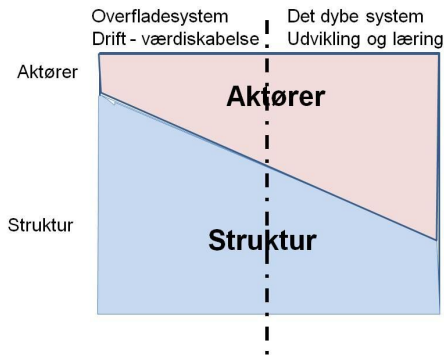 Overfladesystem
Drift - værdiskabelse
Det dybe system
Udvikling og læring
Aktører
Aktører
Struktur
Struktur